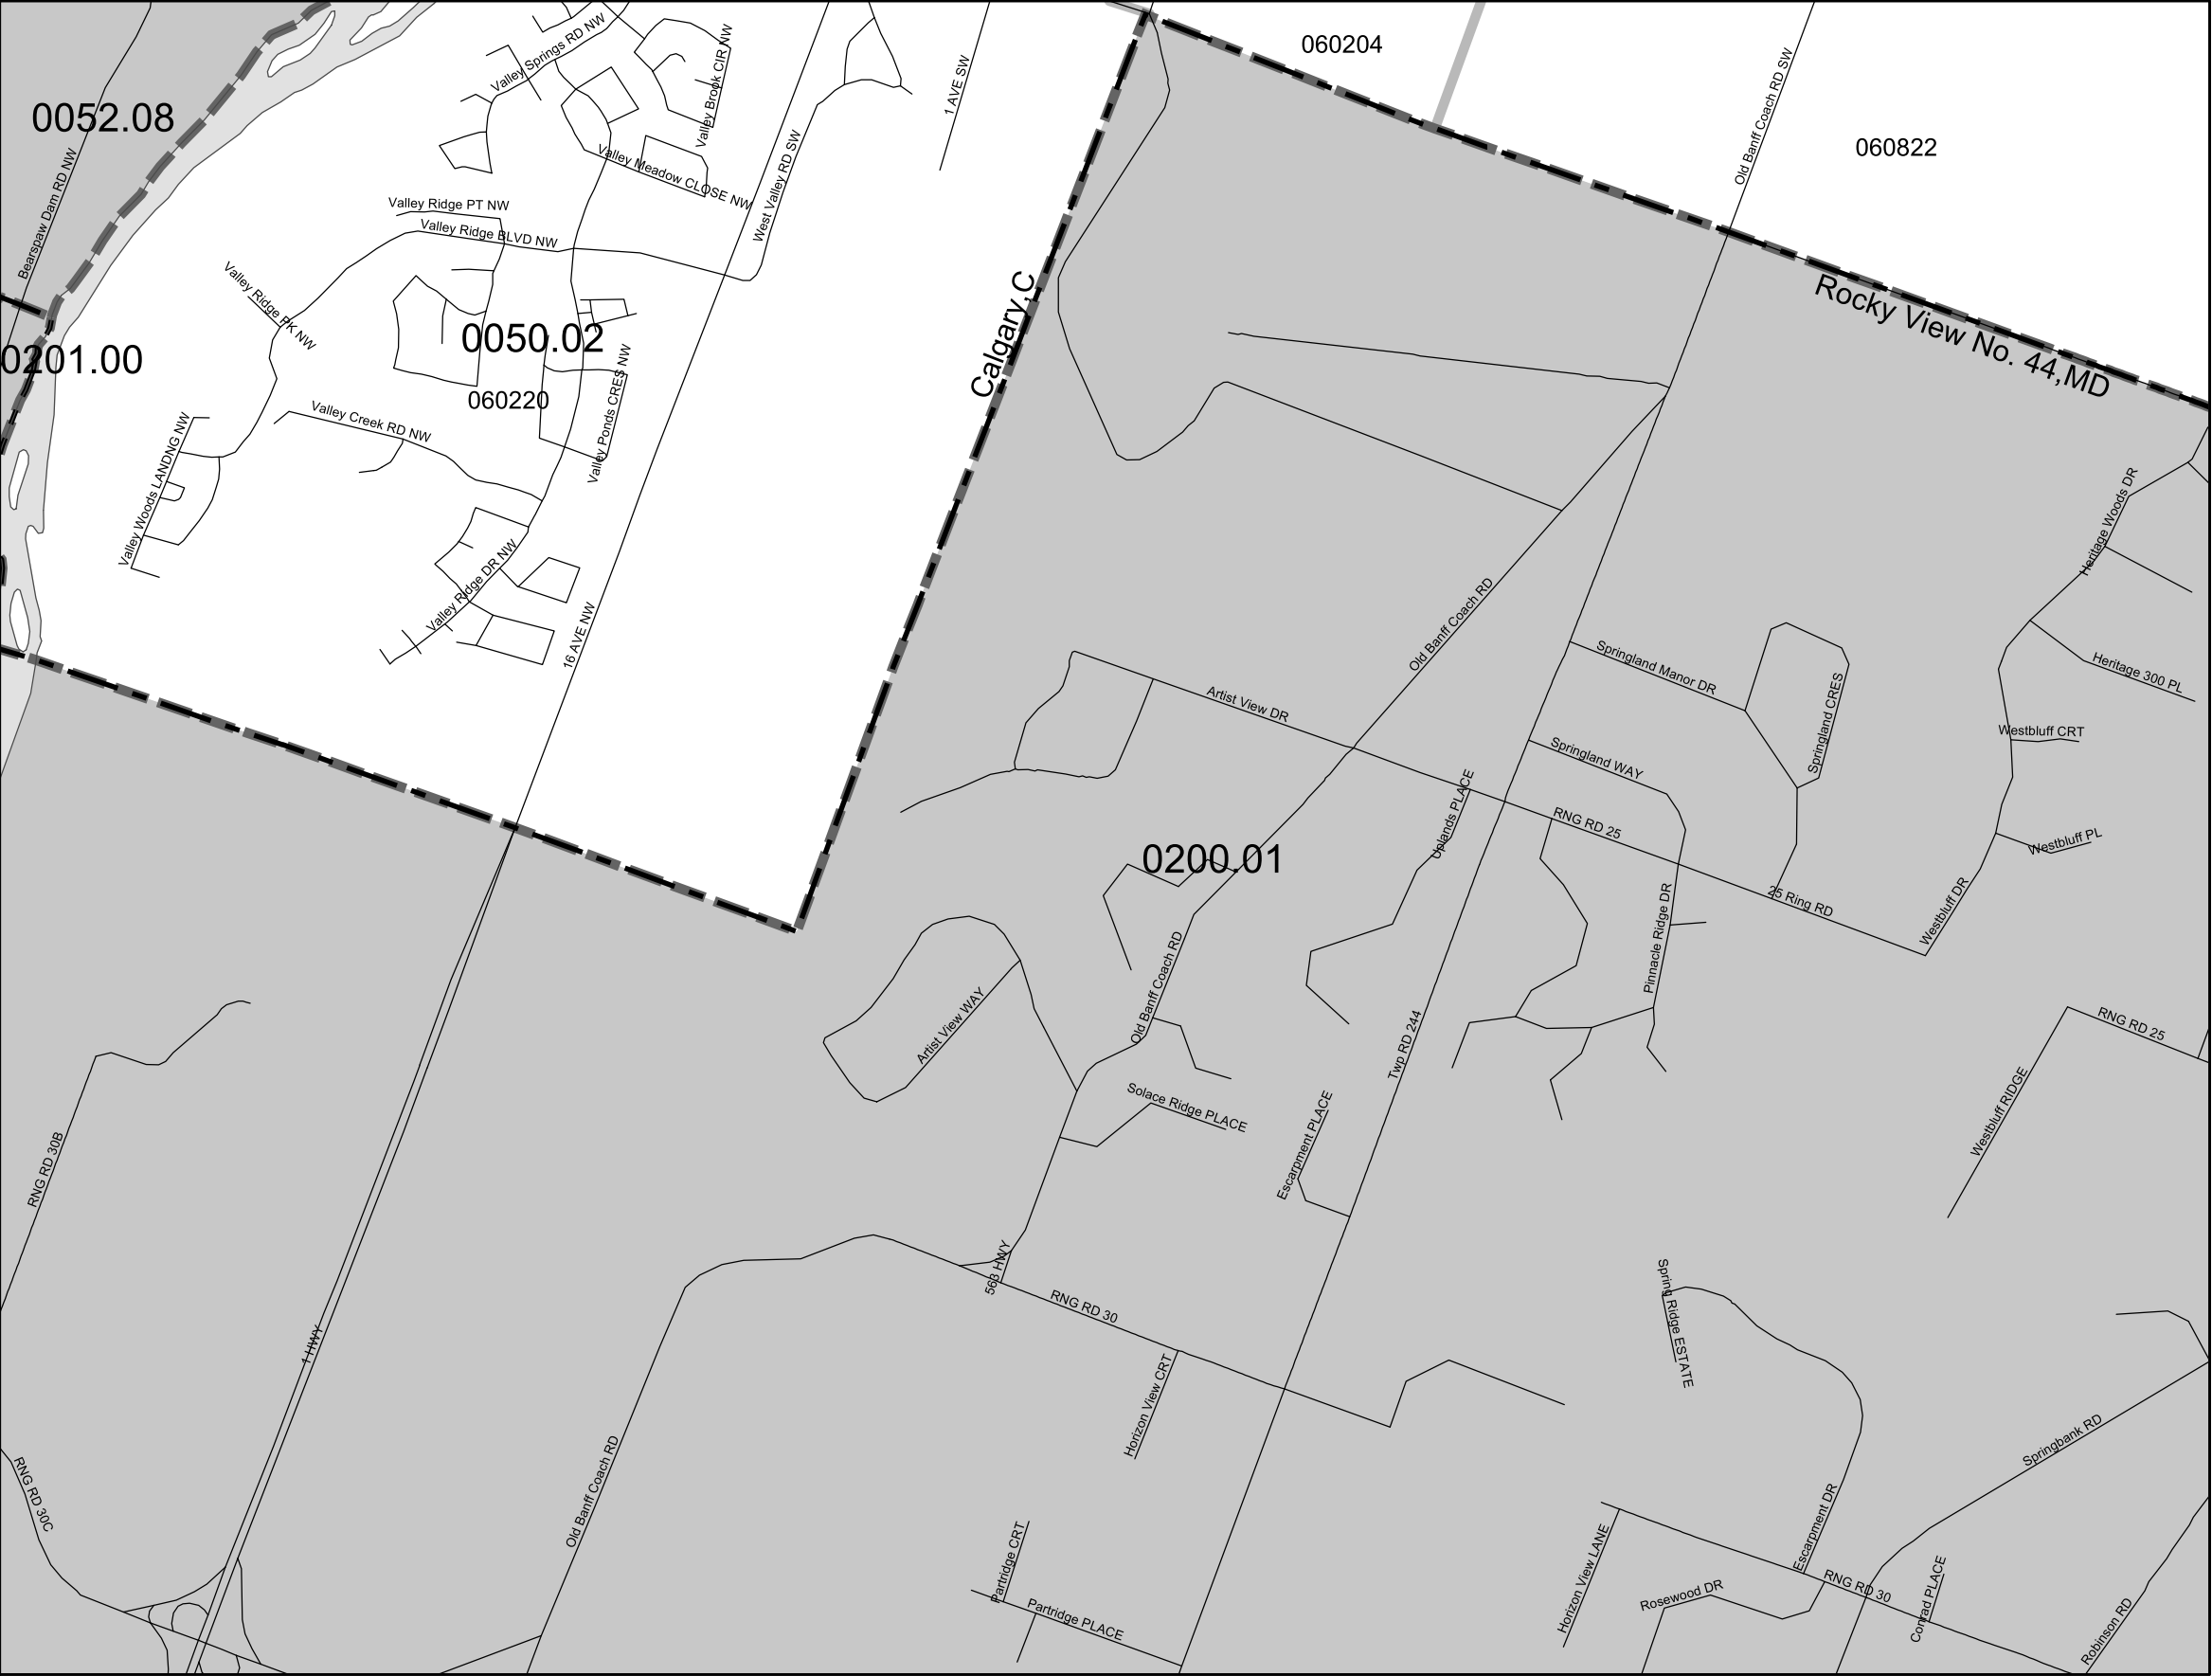 060204
060822
0052.08
0201.00
0050.02
060220
0200.01
Calgary,C
Rocky View No. 44,MD
Bearspaw Dam RD NW
Valley Springs RD NW
Valley Brook CIR NW
Valley Meadow CLOSE NW
Valley Ridge PT NW
Valley Ridge BLVD NW
West Valley RD SW
1 AVE SW
Old Banff Coach RD SW
Valley Ridge PK NW
Valley Creek RD NW
Valley Ponds CRES NW
Valley Woods LANDNG NW
Valley Ridge DR NW
16 AVE NW
Heritage Woods DR
Old Banff Coach RD
Springland Manor DR
Heritage 300 PL
Artist View DR
Springland CRES
Westbluff CRT
Springland WAY
Uplands PLACE
RNG RD 25
Westbluff PL
25 Ring RD
Westbluff DR
Pinnacle Ridge DR
Old Banff Coach RD
Artist View WAY
Twp RD 244
RNG RD 25
Westbluff RIDGE
Solace Ridge PLACE
Escarpment PLACE
RNG RD 30B
563 HWY
RNG RD 30
Spring Ridge ESTATE
1 HWY
Horizon View CRT
Springbank RD
RNG RD 30C
Old Banff Coach RD
Escarpment DR
Partridge CRT
Horizon View LANE
RNG RD 30
Rosewood DR
Conrad PLACE
Partridge PLACE
Robinson RD